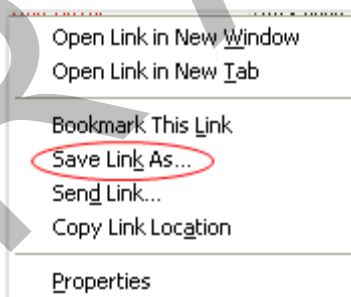 Open Link in New Window
Open Link in New Tab
Bookmark This Link
Save Link As...
Send Link...
Copy Link Location
Properties